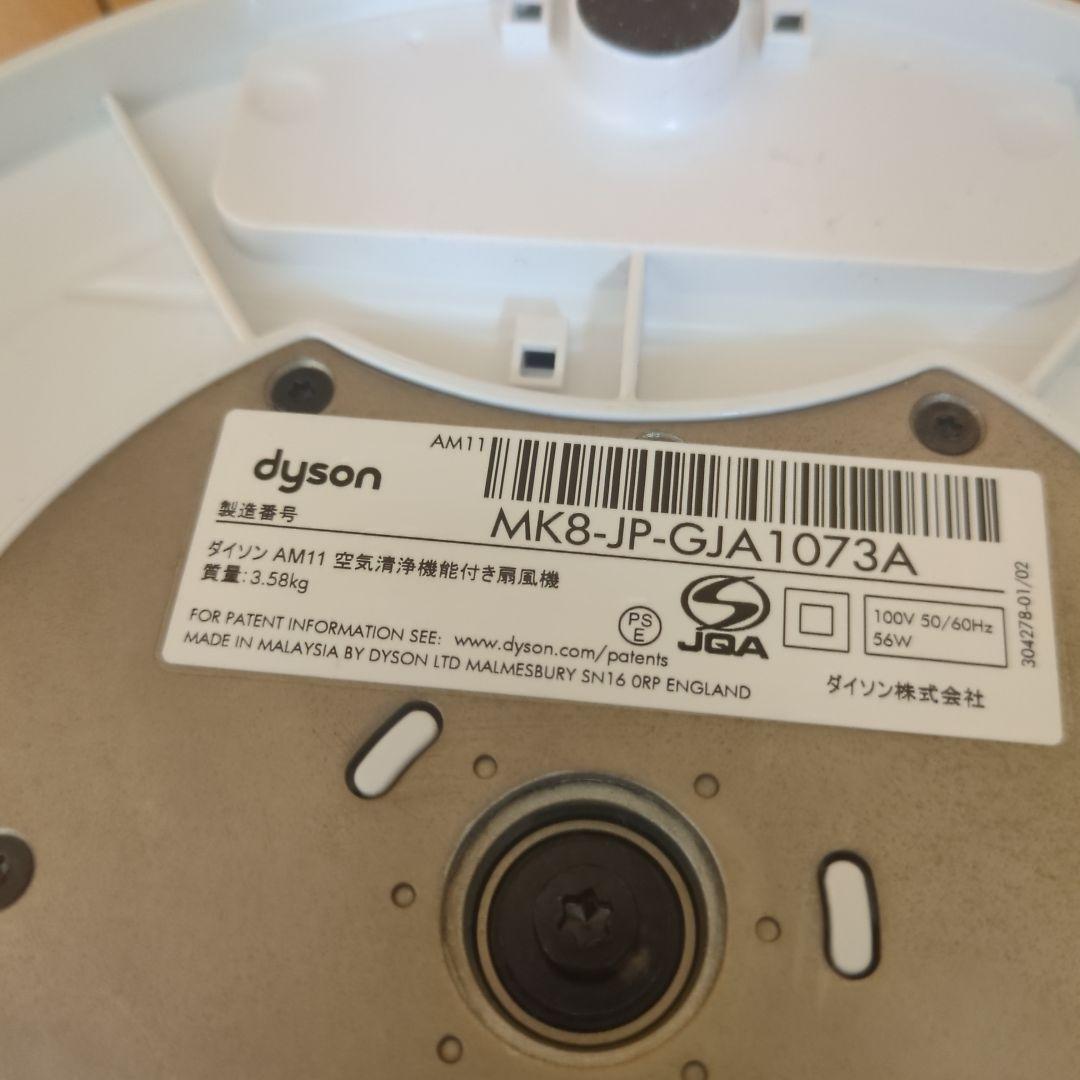 AM11
dyson
製造番号
MK8-JP-GJA1073A
ダイソン AM11 空気清浄機能付き扇風機
質量:3.58kg
PS
E
JQA
100V 50/60Hz
56W
304278-01/02
FOR PATENT INFORMATION SEE: www.dyson.com/patents
MADE IN MALAYSIA BY DYSON LTD MALMESBURY SN16 0RP ENGLAND
ダイソン株式会社